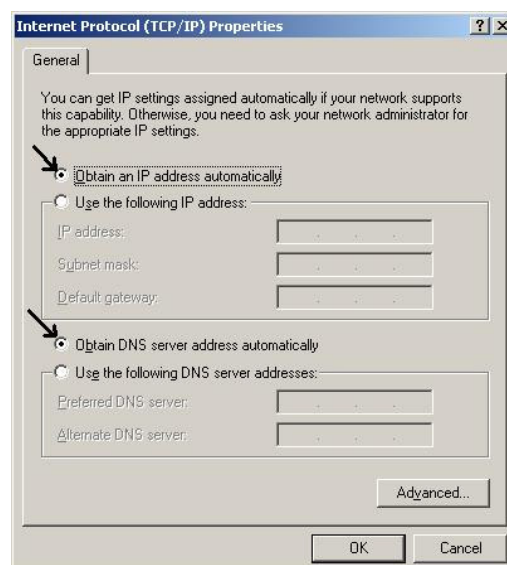 Internet Protocol (TCP/IP) Properties
General
You can get IP settings assigned automatically if your network supports
this capability. Otherwise, you need to ask your network administrator for
the appropriate IP settings.
Obtain an IP address automatically
Use the following IP address:
IP address:
Subnet mask:
Default gateway:
Obtain DNS server address automatically
Use the following DNS server addresses:
Preferred DNS server:
Alternate DNS server:
Advanced...
OK
Cancel